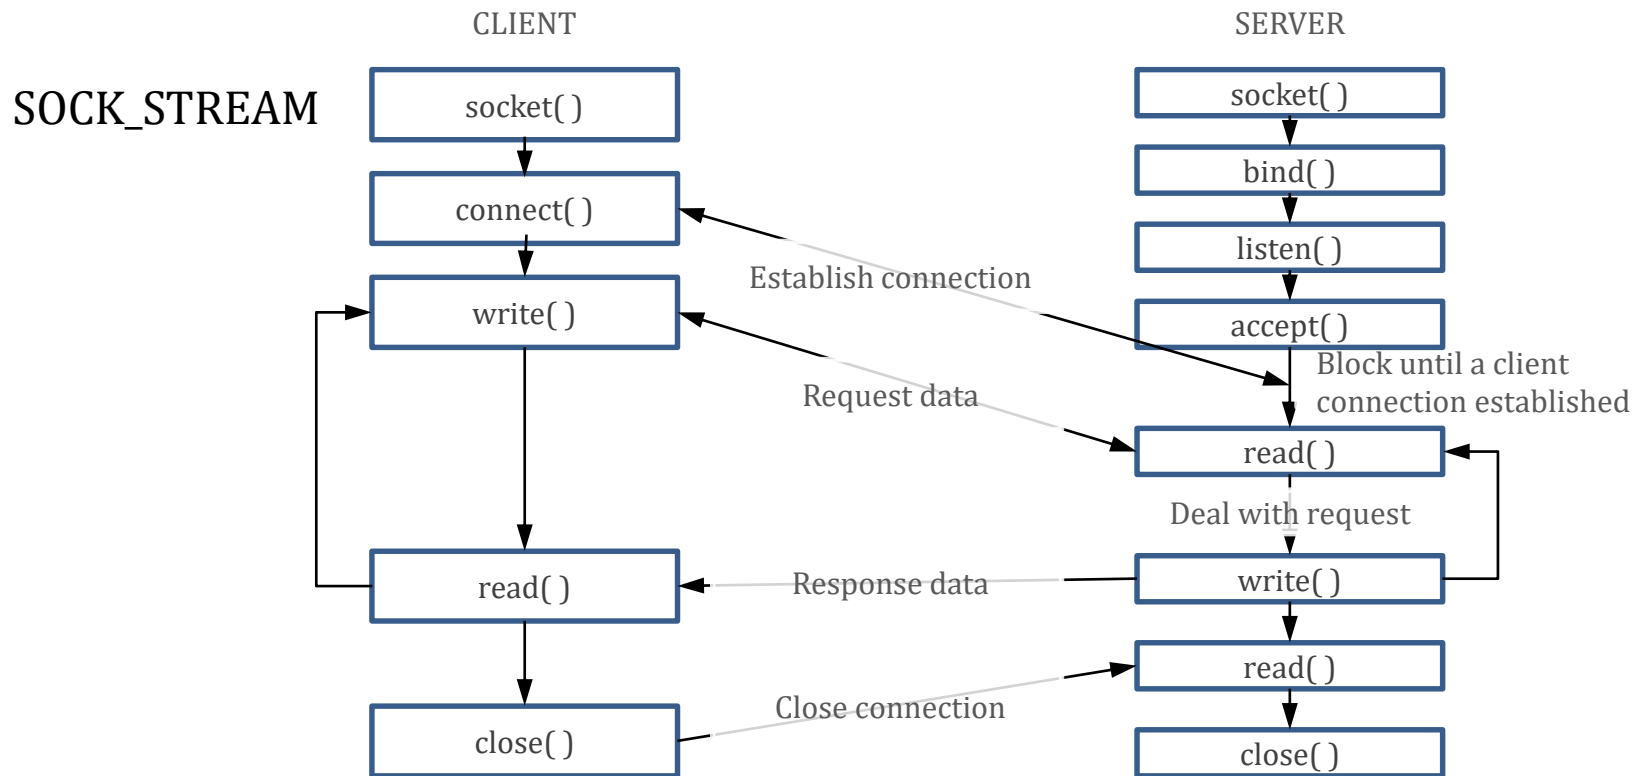 CLIENT
SERVER
SOCK_STREAM
socket( )
socket( )
bind( )
connect( )
listen( )
Establish connection
write( )
accept( )
Block until a client
connection established
Request data
read( )
Deal with request
read( )
Response data
write( )
read( )
Close connection
close( )
close( )